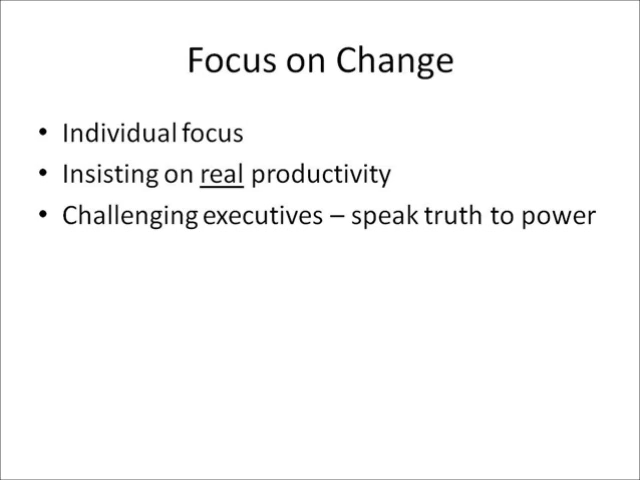 Focus on Change
• Individual focus
• Insisting on real productivity
• Challenging executives – speak truth to power